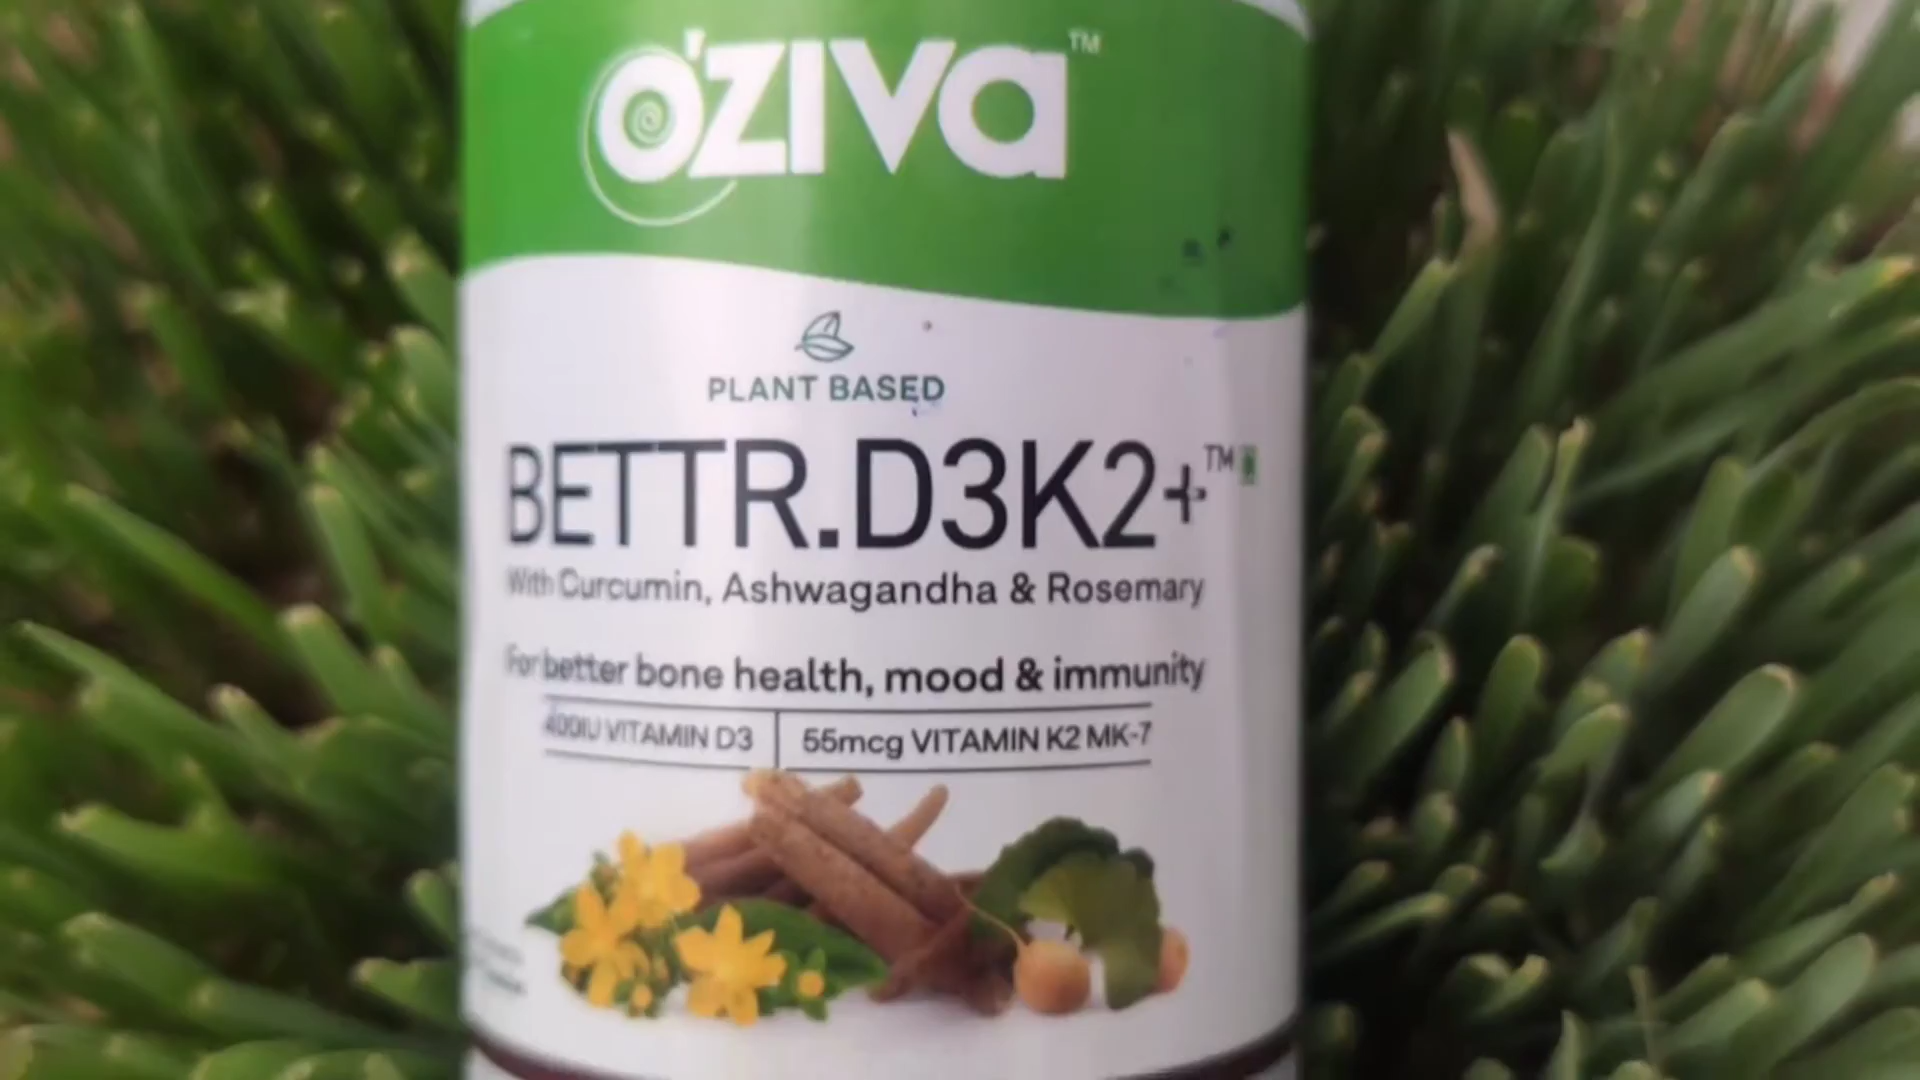 O'ZIVA™
PLANT BASED
BETTR.D3K2+™
With Curcumin, Ashwagandha & Rosemary
For better bone health, mood & immunity
400IU VITAMIN D3 55mcg VITAMIN K2 MK-7